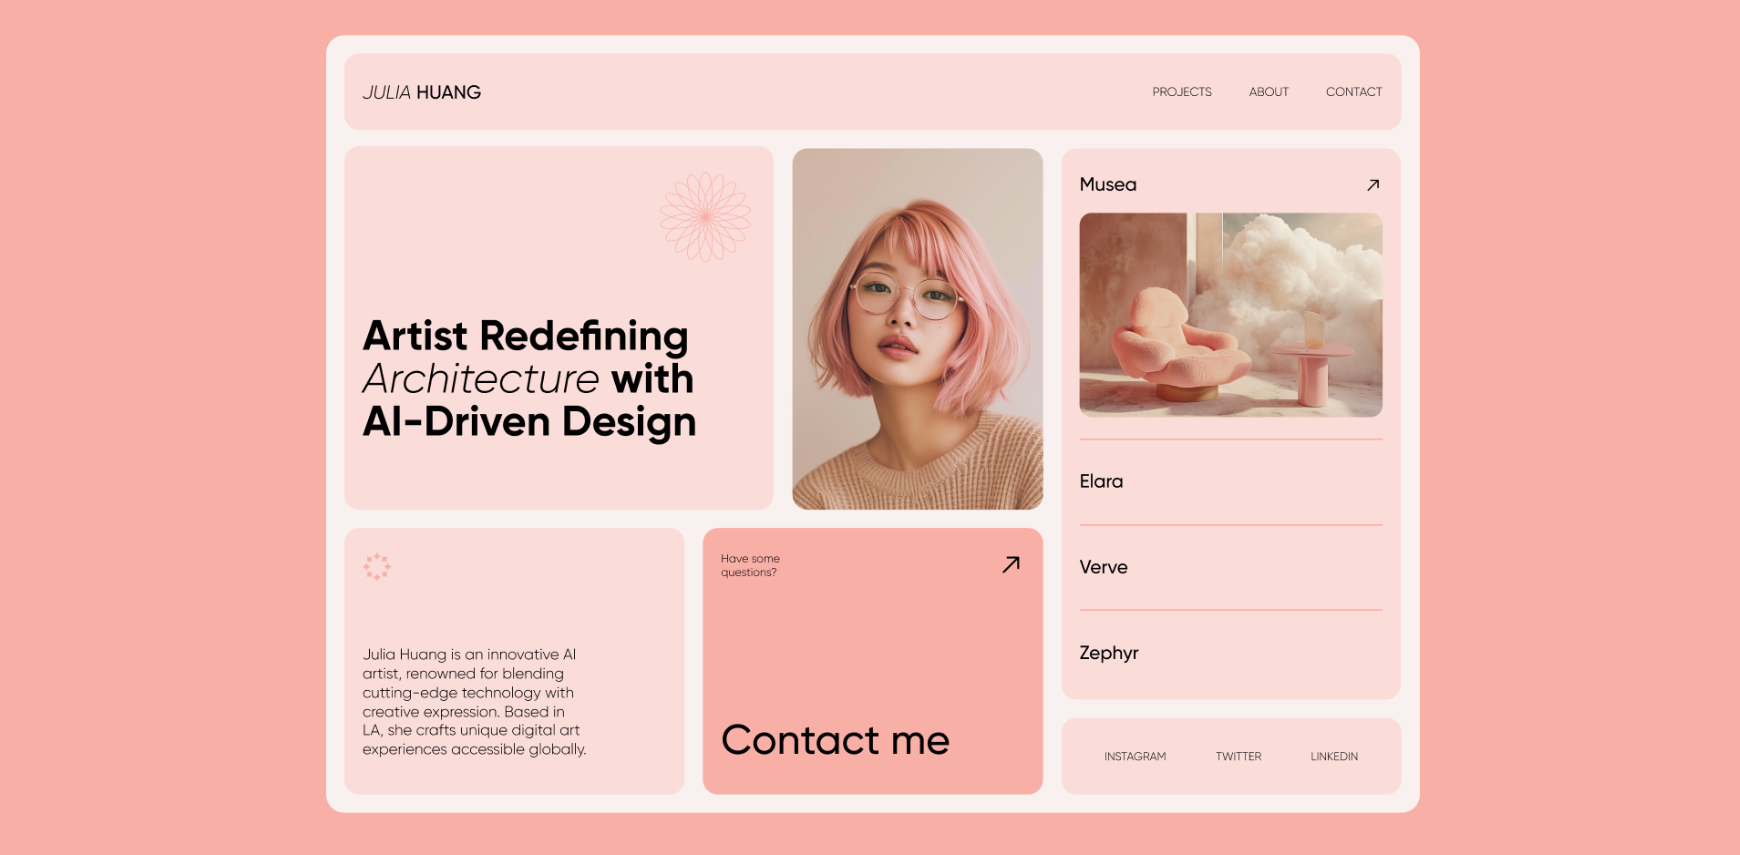 JULIA HUANG
PROJECTS
ABOUT
CONTACT
Artist Redefining
Architecture with
AI-Driven Design
Musea
Elara
Verve
Zephyr
Julia Huang is an innovative AI
artist, renowned for blending
cutting-edge technology with
creative expression. Based in
LA, she crafts unique digital art
experiences accessible globally.
Have some
questions?
Contact me
INSTAGRAM
TWITTER
LINKEDIN